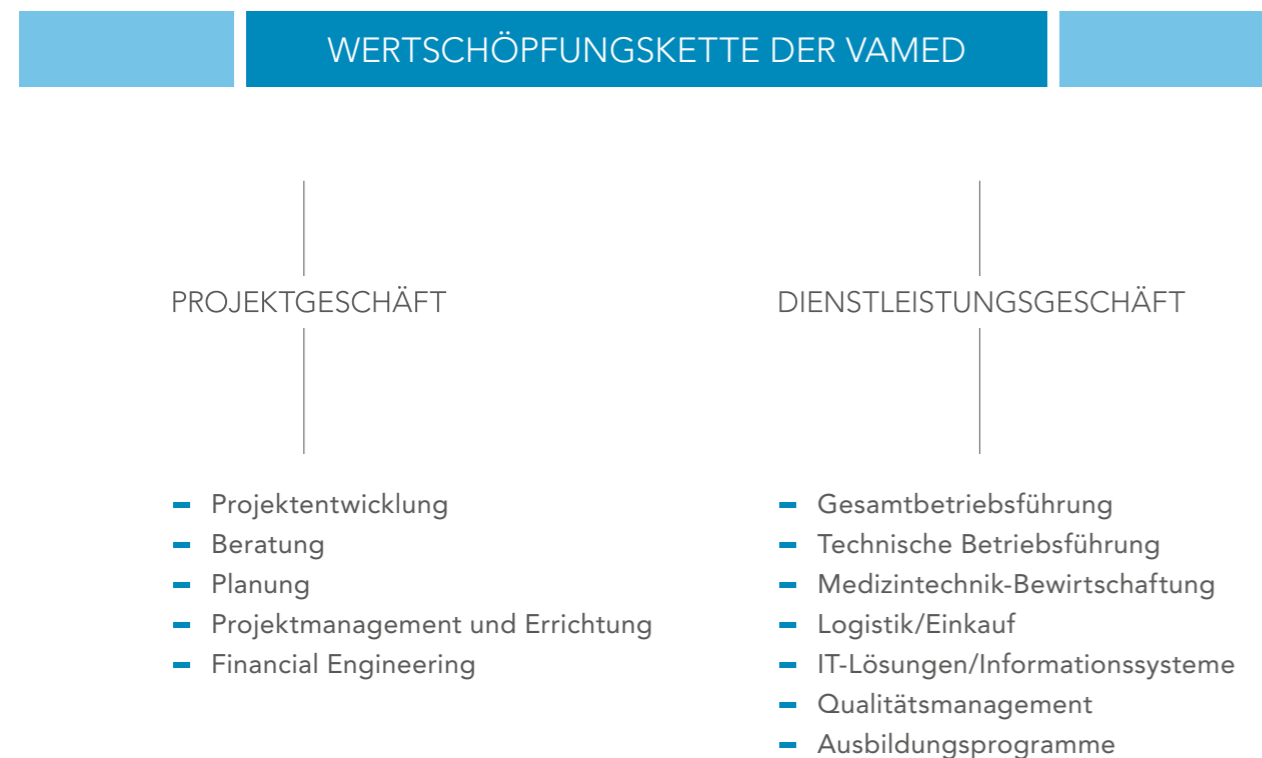 WERTSCHÖPFUNGSKETTE DER VAMED
PROJEKTGESCHÄFT
- Projektentwicklung
- Beratung
- Planung
- Projektmanagement und Errichtung
- Financial Engineering
DIENSTLEISTUNGSGESCHÄFT
- Gesamtbetriebsführung
- Technische Betriebsführung
- Medizintechnik-Bewirtschaftung
- Logistik/Einkauf
- IT-Lösungen/Informationssysteme
- Qualitätsmanagement
- Ausbildungsprogramme